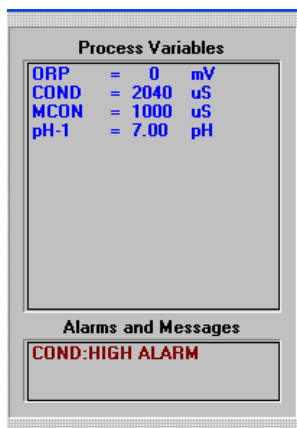 Process Variables
ORP = 0 mV
COND = 2040 uS
MCON = 1000 uS
pH-1 = 7.00 pH
Alarms and Messages
COND:HIGH ALARM